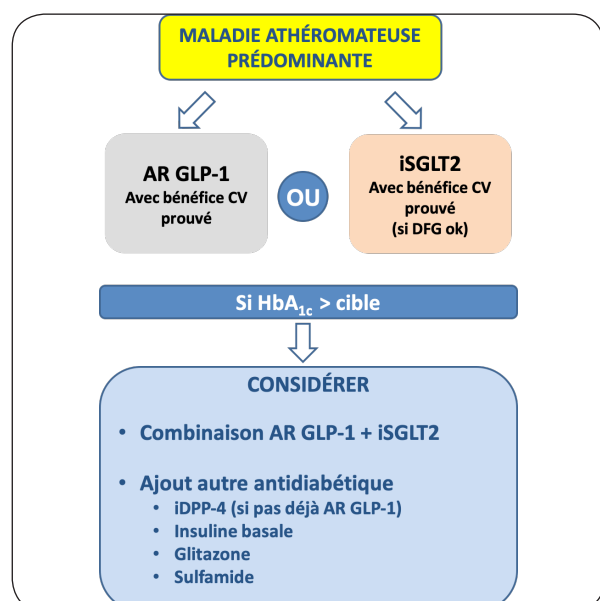 MALADIE ATHÉROMATEUSE
PRÉDOMINANTE
AR GLP-1
Avec bénéfice CV
prouvé
OU
iSGLT2
Avec bénéfice CV
prouvé
(si DFG ok)
Si HbA1c > cible
CONSIDÉRER
• Combinaison AR GLP-1 + iSGLT2
• Ajout autre antidiabétique
• iDPP-4 (si pas déjà AR GLP-1)
• Insuline basale
• Glitazone
• Sulfamide